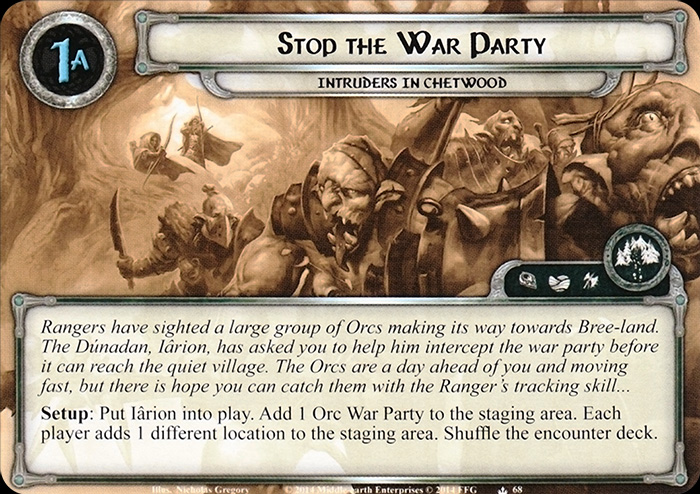 1A
STOP THE WAR PARTY
INTRUDERS IN CHETWOOD
Rangers have sighted a large group of Orcs making its way towards Bree-land.
The Dúnadan, Iârion, has asked you to help him intercept the war party before
it can reach the quiet village. The Orcs are a day ahead of you and moving
fast, but there is hope you can catch them with the Ranger's tracking skill...
Setup: Put Iârion into play. Add 1 Orc War Party to the staging area. Each
player adds 1 different location to the staging area. Shuffle the encounter deck.
Illus. Nicholas Gregory © 2014 Middle-earth Enterprises © 2014 FFG 68